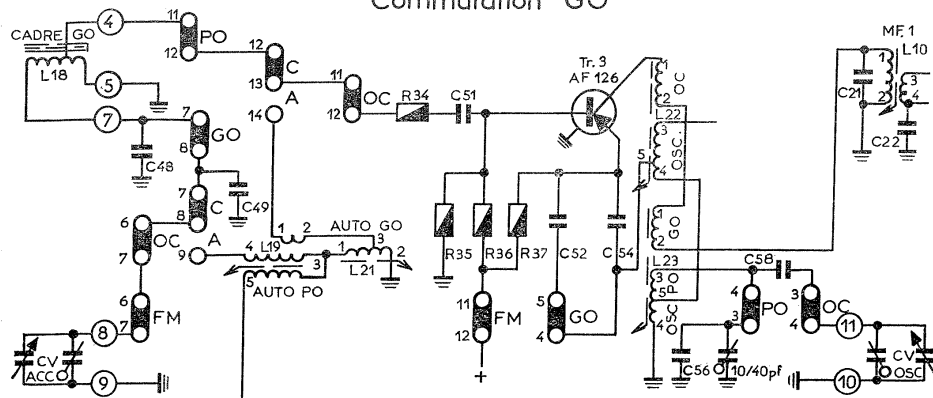 Commutation GO
CADRE GO
L18
4
5
7
11
12
PO
12
13
C
A
14
11
12
OC
R34
C51
Tr. 3
AF 126
1
2
OC
L22
3
4
5
OSC.
MF.1
L10
C21
1
2
3
4
C22
C48
7
8
GO
7
8
C
C49
A
9
6
7
OC
6
7
FM
8
9
CV
ACC
1
2
AUTO GO
4
L19
3
5
AUTO PO
1
3
2
L21
R35
R36
R37
C52
C54
11
12
FM
+
5
4
GO
1
2
GO
L23
3
5
4
OSC PO
C58
4
3
PO
3
4
OC
11
C56
10/40pf
10
CV
OSC